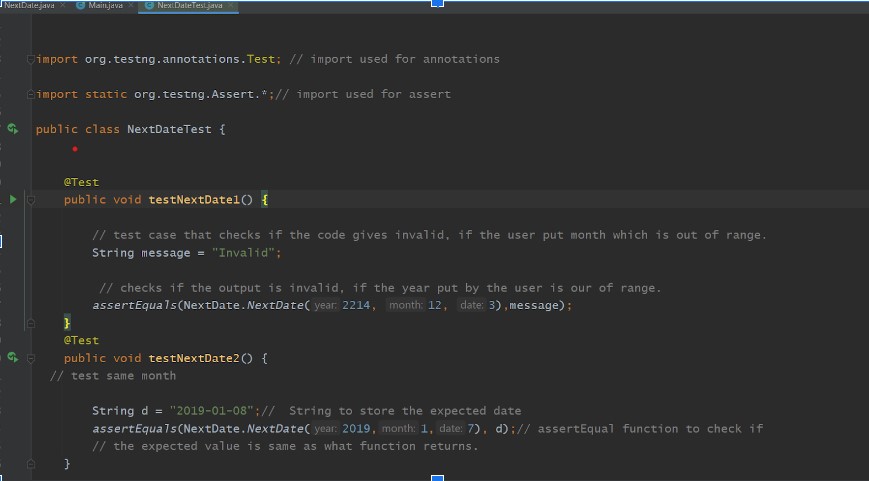 NextDate.java × Main.java × NextDateTest.java ×
import org.testng.annotations.Test; // import used for annotations
import static org.testng.Assert.*;// import used for assert
public class NextDateTest {
@Test
public void testNextDate1() {
// test case that checks if the code gives invalid, if the user put month which is out of range.
String message = "Invalid";
// checks if the output is invalid, if the year put by the user is our of range.
assertEquals(NextDate.NextDate( year: 2214, month: 12, date: 3),message);
}
@Test
public void testNextDate2() {
// test same month
String d = "2019-01-08";// String to store the expected date
assertEquals(NextDate.NextDate( year: 2019, month: 1, date: 7), d);// assertEqual function to check if
// the expected value is same as what function returns.
}